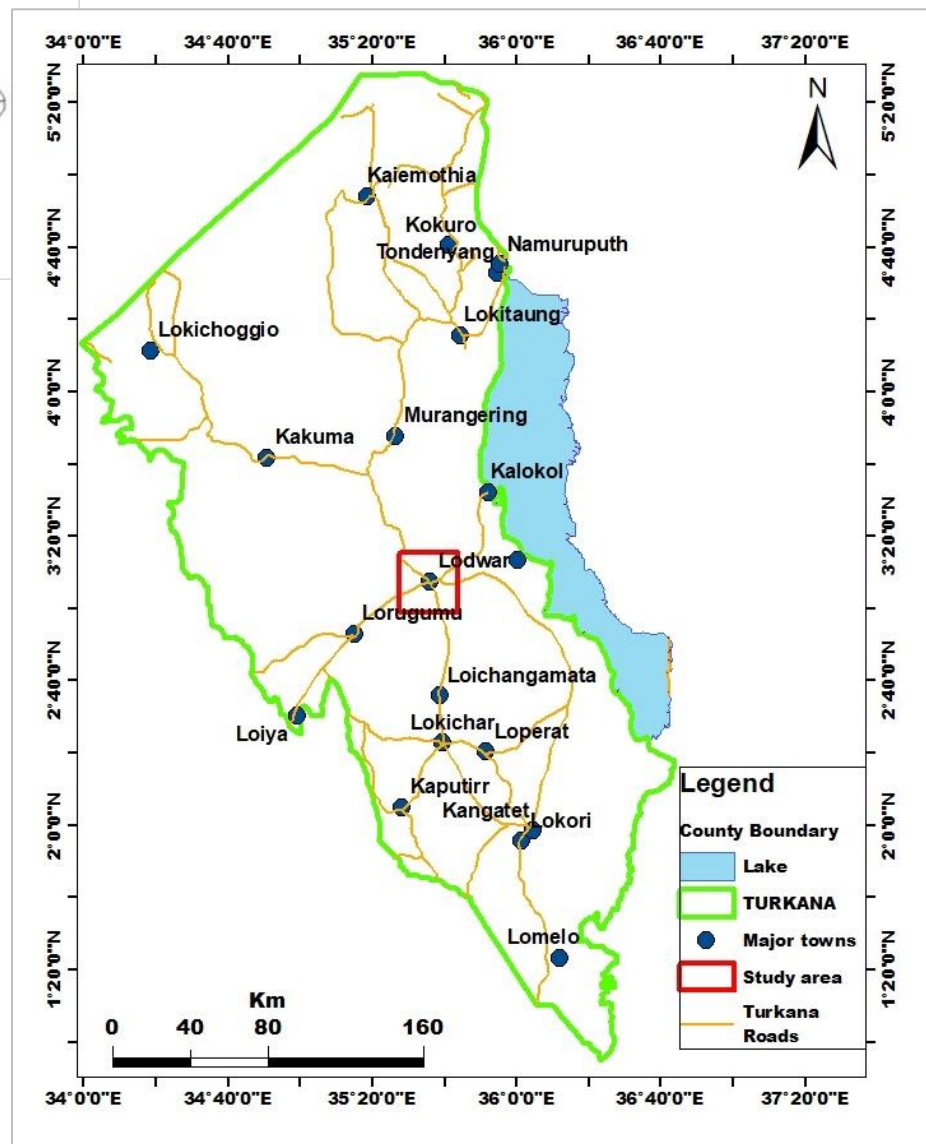 34°0'0"E 34°40'0"E 35°20'0"E 36°0'0"E 36°40'0"E 37°20'0"E
N
5°20'0"N 5°20'0"N
Kaiemothia
Kokuro
Tondenyang Namuruputh
4°40'0"N 4°40'0"N
Lokitaung
Lokichoggio
4°0'0"N 4°0'0"N
Murangering
Kakuma
Kalokol
3°20'0"N 3°20'0"N
Lodwar
Lorugumu
2°40'0"N 2°40'0"N
Loichangamata
Lokichar
Loperat
Loiya
Kaputirr
Kangatet
Lokori
2°0'0"N 2°0'0"N
Lomelo
1°20'0"N 1°20'0"N
Legend
County Boundary
Lake
TURKANA
Major towns
Study area
Turkana
Roads
Km
0 40 80 160
34°0'0"E 34°40'0"E 35°20'0"E 36°0'0"E 36°40'0"E 37°20'0"E